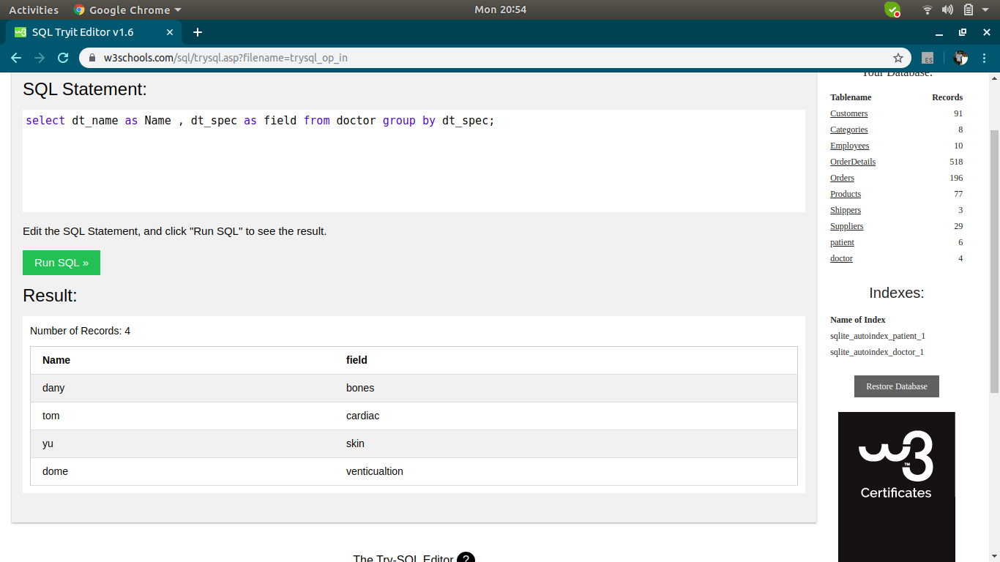 Activities Google Chrome Mon 20:54
SQL Tryit Editor v1.6
w3schools.com/sql/trysql.asp?filename=trysql_op_in
ES
SQL Statement:
select dt_name as Name , dt_spec as field from doctor group by dt_spec;
Edit the SQL Statement, and click "Run SQL" to see the result.
Run SQL »
Result:
Number of Records: 4
Name field
dany bones
tom cardiac
yu skin
dome venticualtion
The Try-SQL Editor ?
Your Database:
Tablename Records
Customers 91
Categories 8
Employees 10
OrderDetails 518
Orders 196
Products 77
Shippers 3
Suppliers 29
patient 6
doctor 4
Indexes:
Name of Index
sqlite_autoindex_patient_1
sqlite_autoindex_doctor_1
Restore Database
w3
TM
Certificates